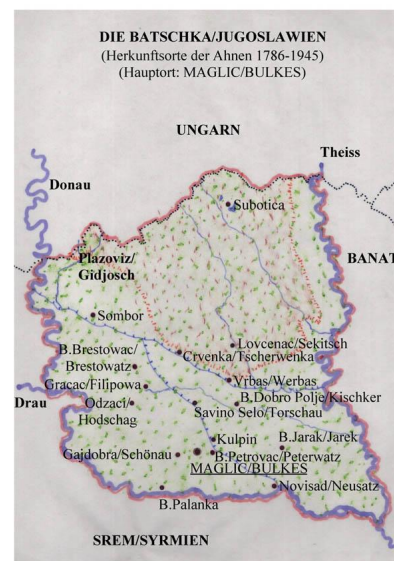 DIE BATSCHKA/JUGOSLAWIEN
(Herkunftsorte der Ahnen 1786-1945)
(Hauptort: MAGLIC/BULKES)
UNGARN
Theiss
Donau
Subotica
Plazoviz/
Gidjosch
BANAT
Sombor
Lovcenac/Sekitsch
B.Brestowac/
Brestowatz
Crvenka/Tscherwenka
Gracac/Filipowa
Vrbas/Werbas
Drau
Odzaci/
Hodschag
B.Dobro Polje/Kischker
Savino Selo/Torschau
Kulpin
B.Jarak/Jarek
Gajdobra/Sehönau
B.Petrovac/Peterwatz
MAGLIC/BULKES
Novisad/Neusatz
B.Palanka
SREM/SYRMIEN